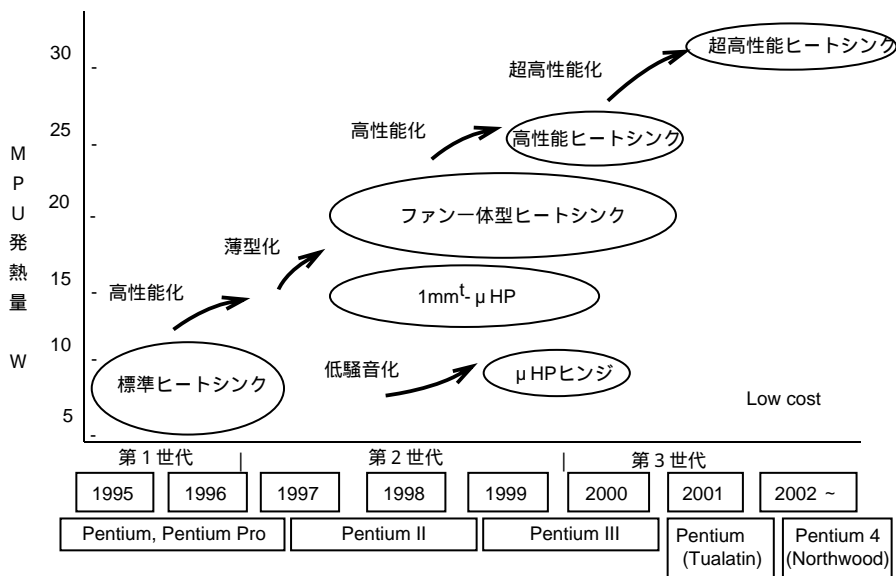 30
25
20
15
10
5
MPU発熱量 W
超高性能ヒートシンク
超高性能化
高性能化
高性能ヒートシンク
ファン一体型ヒートシンク
薄型化
高性能化
1mmt-μHP
低騒音化
μHPヒンジ
標準ヒートシンク
Low cost
第1世代 | 第2世代 | 第3世代
1995 1996 1997 1998 1999 2000 2001 2002 ~
Pentium, Pentium Pro Pentium II Pentium III Pentium Pentium 4
(Tualatin) (Northwood)